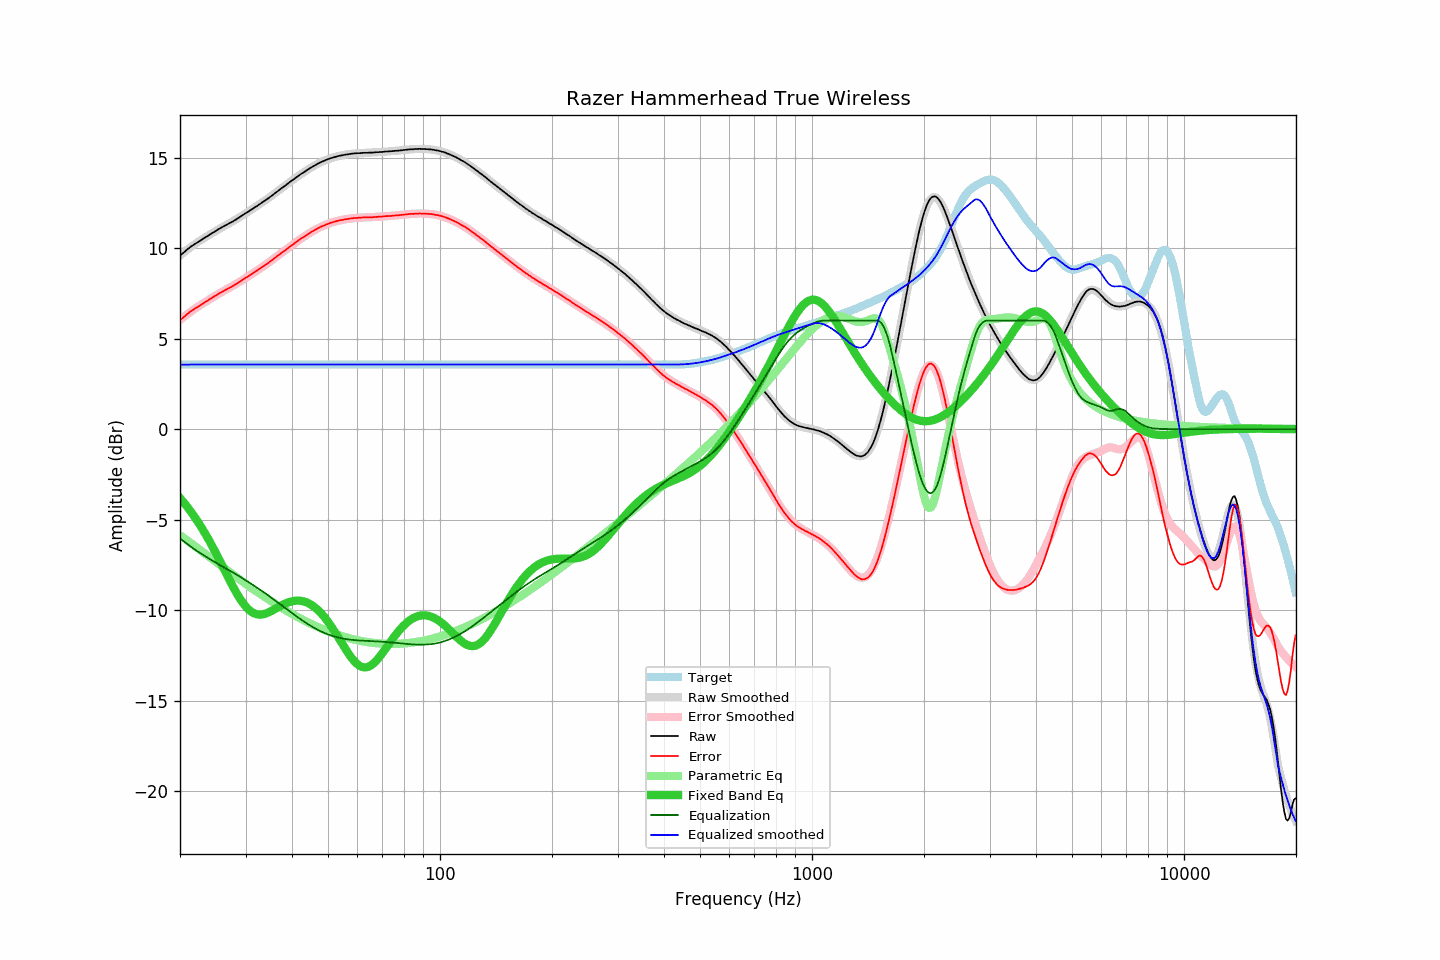 Razer Hammerhead True Wireless
15
10
5
0
−5
−10
−15
−20
Amplitude (dBr)
100
1000
10000
Frequency (Hz)
Target
Raw Smoothed
Error Smoothed
Raw
Error
Parametric Eq
Fixed Band Eq
Equalization
Equalized smoothed